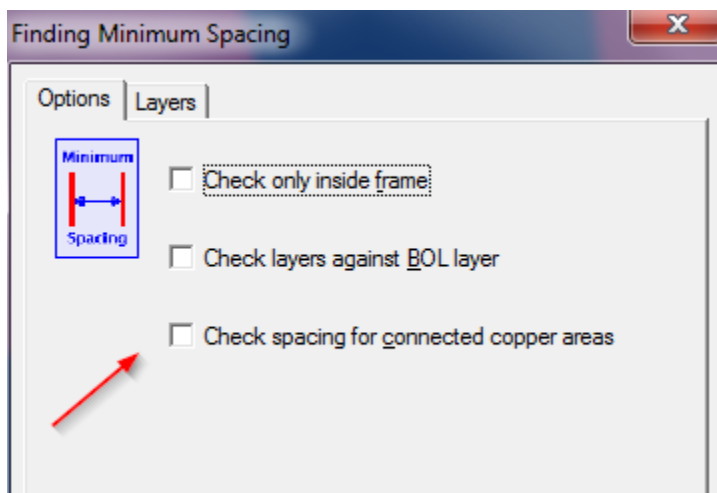 Finding Minimum Spacing
Options
Layers
Minimum
Spacing
Check only inside frame
Check layers against BOL layer
Check spacing for connected copper areas